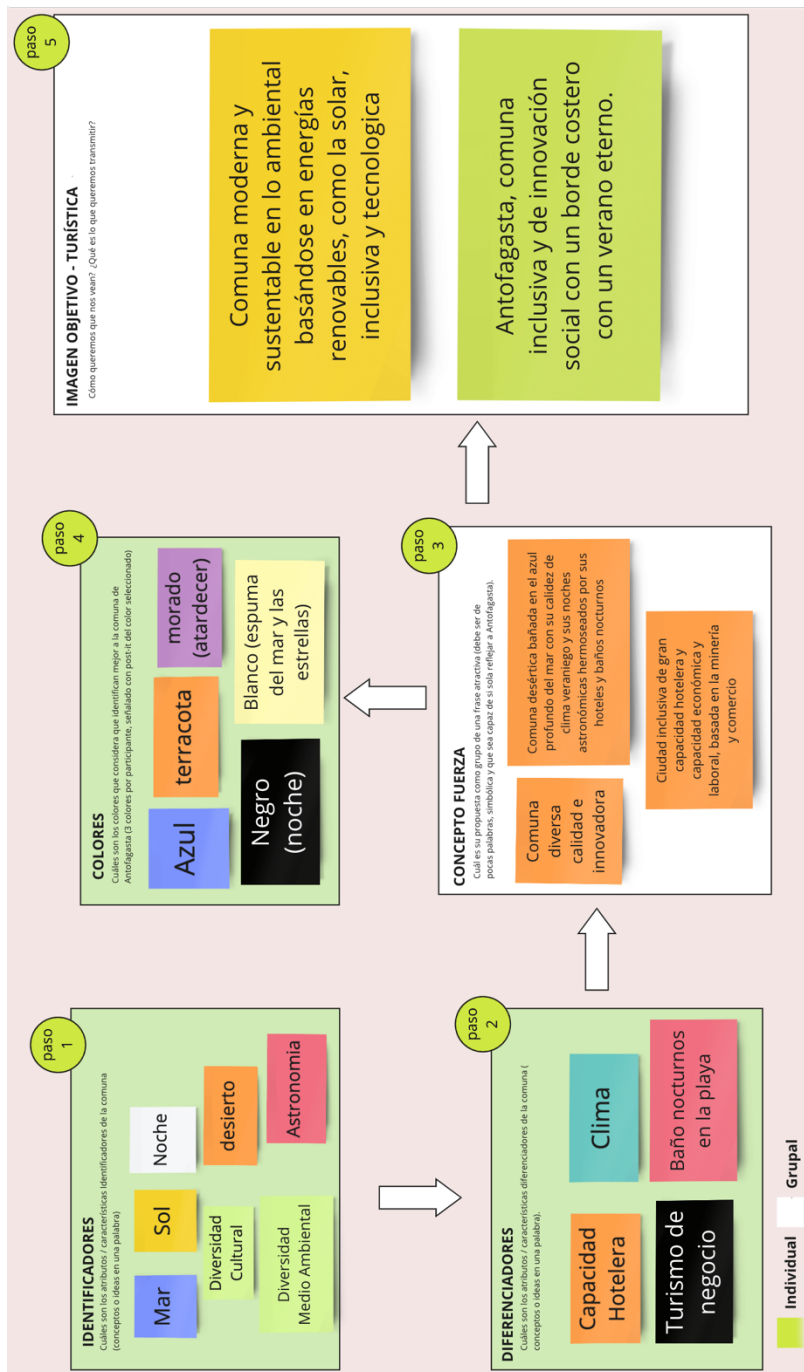 paso
1
IDENTIFICADORES
Cuáles son los atributos / características Identificadores de la comuna
(conceptos o ideas en una palabra)
Mar
Sol
Noche
Diversidad
Cultural
desierto
Diversidad
Medio Ambiental
Astronomia
paso
2
DIFERENCIADORES
Cuáles son los atributos / características diferenciadores de la comuna (
conceptos o ideas en una palabra).
Capacidad
Hotelera
Clima
Turismo de
negocio
Baño nocturnos
en la playa
paso
3
CONCEPTO FUERZA
Cuál es su propuesta como grupo de una frase atractiva (debe ser de
pocas palabras, simbólica y que sea capaz de si sola reflejar a Antofagasta).
Comuna
diversa
calidad e
innovadora
Comuna desértica bañada en el azul
profundo del mar con su calidez de
clima veraniego y sus noches
astronómicas hermoseados por sus
hoteles y baños nocturnos
Ciudad inclusiva de gran
capacidad hotelera y
capacidad económica y
laboral, basada en la minería
y comercio
paso
4
COLORES
Cuáles son los colores que considera que identifican mejor a la comuna de
Antofagasta (3 colores por participante, señalado con post-it del color seleccionado)
Azul
terracota
morado
(atardecer)
Negro
(noche)
Blanco (espuma
del mar y las
estrellas)
paso
5
IMAGEN OBJETIVO - TURÍSTICA
Cómo queremos que nos vean? ¿Qué es lo que queremos transmitir?
Comuna moderna y
sustentable en lo ambiental
basándose en energías
renovables, como la solar,
inclusiva y tecnologica
Antofagasta, comuna
inclusiva y de innovación
social con un borde costero
con un verano eterno.
Individual
Grupal